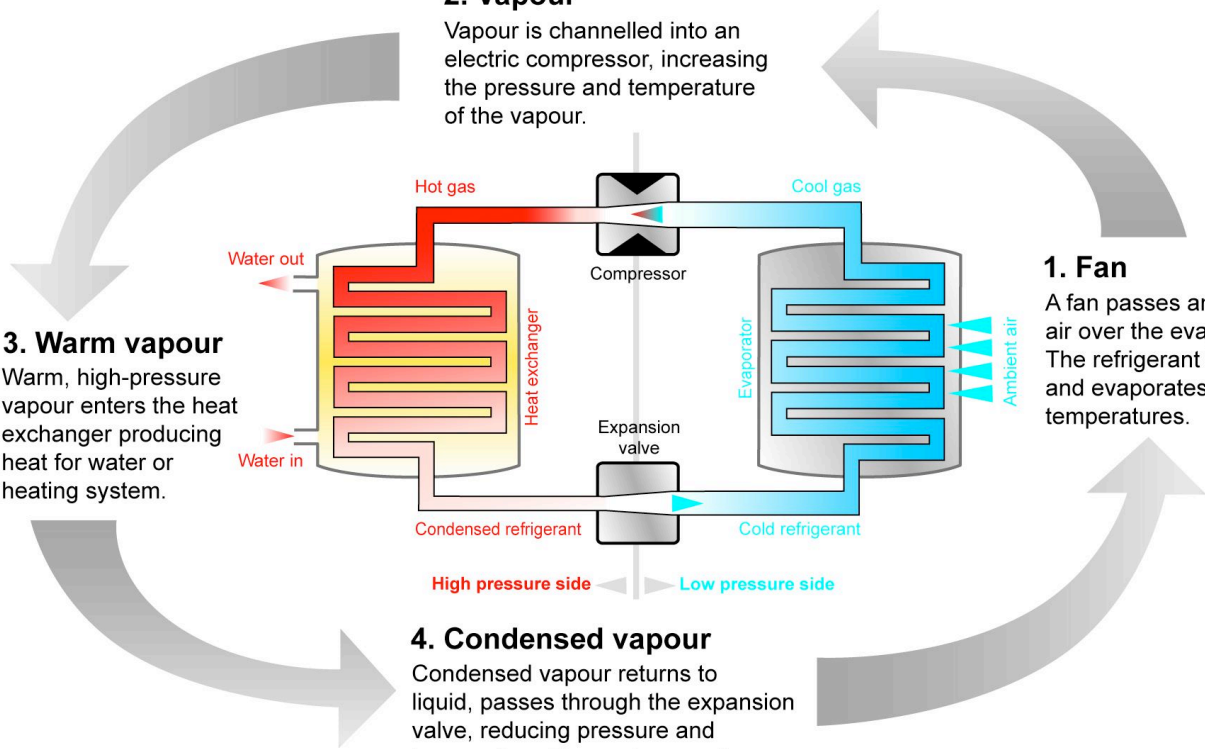 2. Vapour
Vapour is channelled into an
electric compressor, increasing
the pressure and temperature
of the vapour.
Hot gas
Cool gas
Water out
Compressor
1. Fan
A fan passes
air over the
The refrigerant
and evaporates
temperatures.
3. Warm vapour
Warm, high-pressure
vapour enters the heat
exchanger producing
heat for water or
heating system.
Heat exchanger
Evaporator
Ambient air
Water in
Expansion
valve
Condensed refrigerant
Cold refrigerant
High pressure side
Low pressure side
4. Condensed vapour
Condensed vapour returns to
liquid, passes through the expansion
valve, reducing pressure and